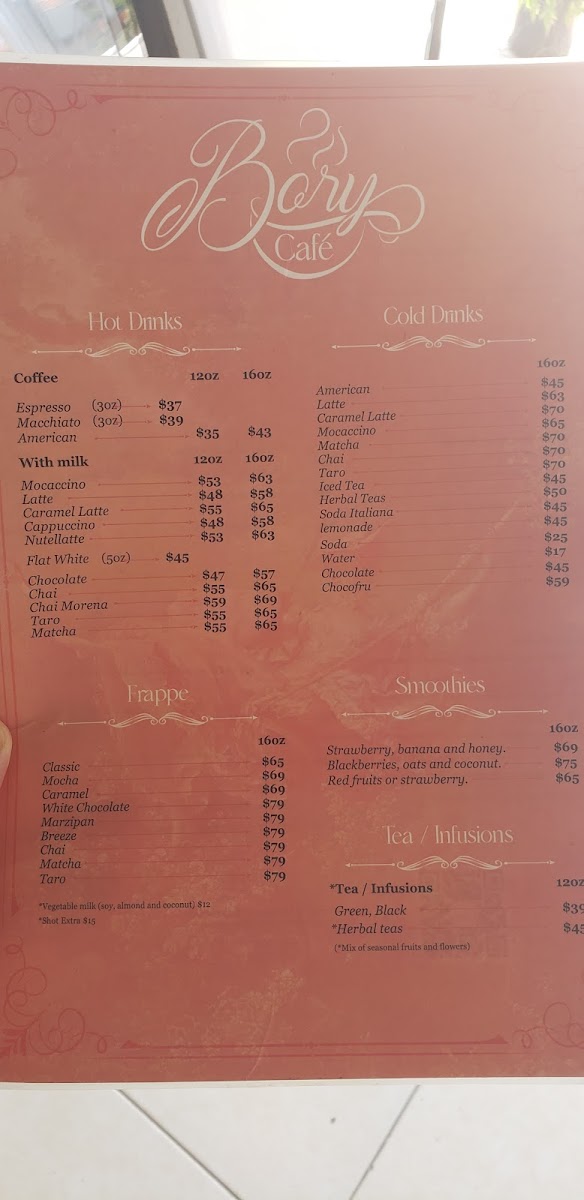 Bory
Café
Hot Drinks
Coffee 12oz 16oz
Espresso (3oz) $37
Macchiato (3oz) $39
American $35 $43
With milk 12oz 16oz
Mocaccino $53 $63
Latte $48 $58
Caramel Latte $55 $65
Cappuccino $48 $58
Nutellatte $53 $63
Flat White (5oz) $45
Chocolate $47 $57
Chai $55 $65
Chai Morena $59 $69
Taro $55 $65
Matcha $55 $65
Cold Drinks
16oz
American $45
Latte $63
Caramel Latte $70
Mocaccino $65
Matcha $70
Chai $70
Taro $70
Iced Tea $45
Herbal Teas $50
Soda Italiana $45
lemonade $45
Soda $25
Water $17
Chocolate $45
Chocofru $59
Frappe
16oz
Classic $65
Mocha $69
Caramel $69
White Chocolate $79
Marzipan $79
Breeze $79
Chai $79
Matcha $79
Taro $79
*Vegetable milk (soy, almond and coconut) $12
*Shot Extra $15
Smoothies
16oz
Strawberry, banana and honey. $69
Blackberries, oats and coconut. $75
Red fruits or strawberry. $65
Tea / Infusions
*Tea / Infusions 12oz
Green, Black $39
*Herbal teas $45
(*Mix of seasonal fruits and flowers)